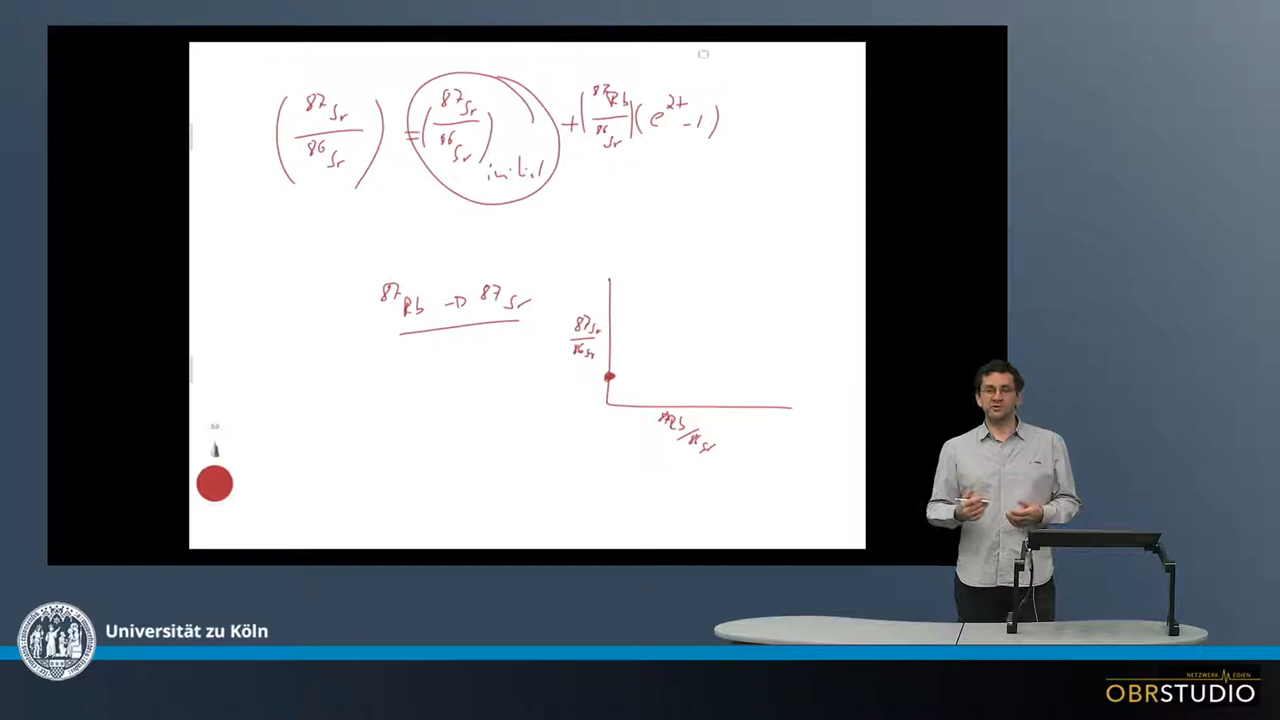 (⁸⁷Sr/⁸⁶Sr) = (⁸⁷Sr/⁸⁶Sr) initial + (⁸⁷Rb/⁸⁶Sr) (e^λt -1)
⁸⁷Rb → ⁸⁷Sr
⁸⁷Sr/⁸⁶Sr
⁸⁷Rb/⁸⁶Sr
Universität zu Köln
NETZWERK MEDIEN
OBRSTUDIO